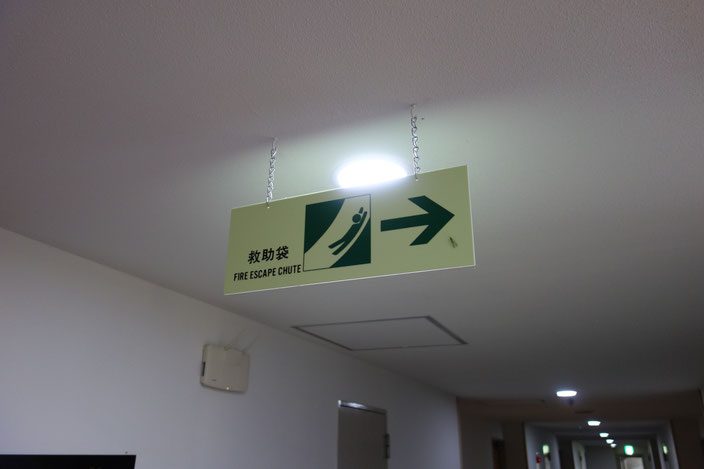 救助袋
FIRE ESCAPE CHUTE